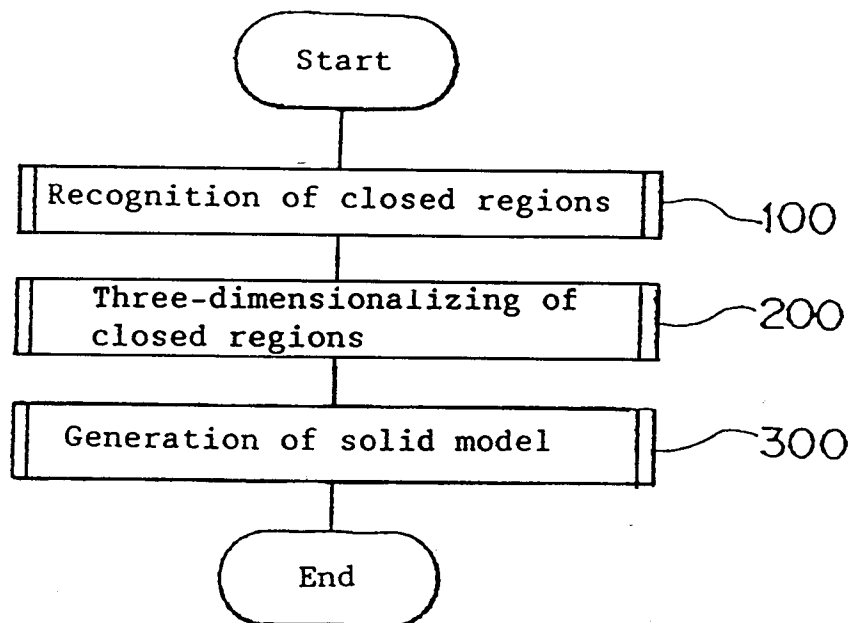 Start
Recognition of closed regions
100
Three-dimensionalizing of
closed regions
200
Generation of solid model
300
End